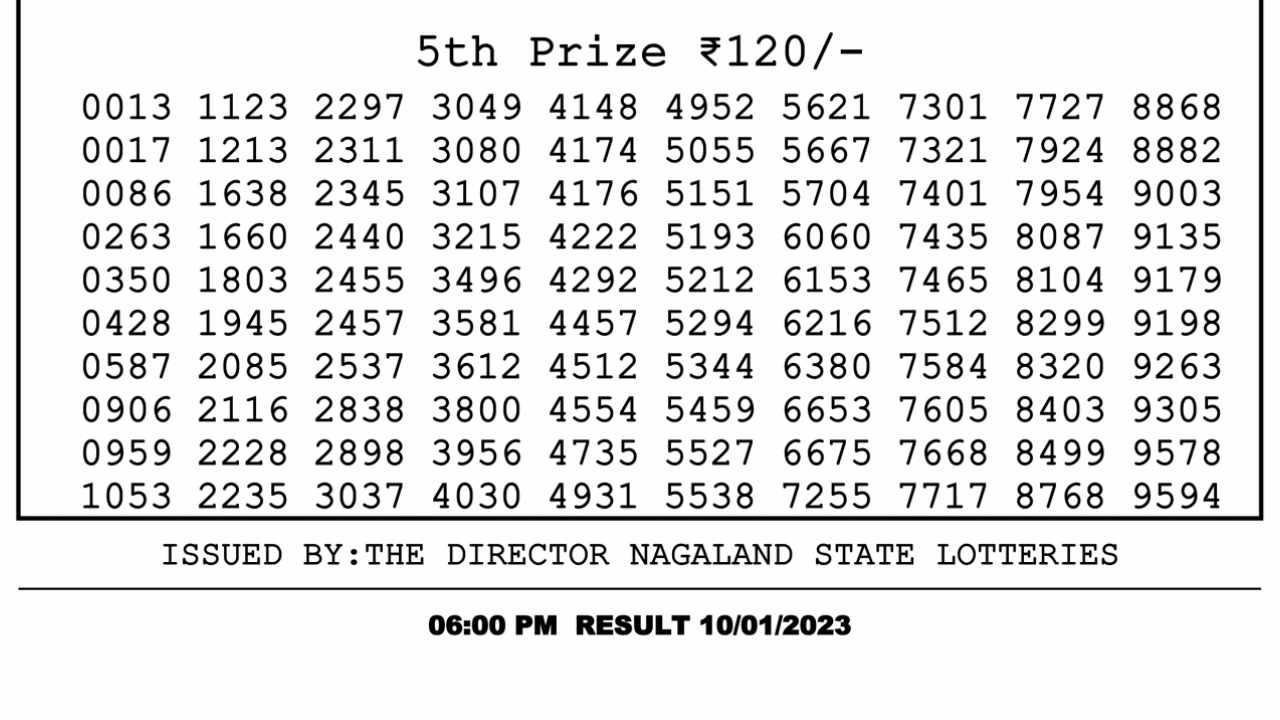 5th Prize ₹120/-
0013 1123 2297 3049 4148 4952 5621 7301 7727 8868
0017 1213 2311 3080 4174 5055 5667 7321 7924 8882
0086 1638 2345 3107 4176 5151 5704 7401 7954 9003
0263 1660 2440 3215 4222 5193 6060 7435 8087 9135
0350 1803 2455 3496 4292 5212 6153 7465 8104 9179
0428 1945 2457 3581 4457 5294 6216 7512 8299 9198
0587 2085 2537 3612 4512 5344 6380 7584 8320 9263
0906 2116 2838 3800 4554 5459 6653 7605 8403 9305
0959 2228 2898 3956 4735 5527 6675 7668 8499 9578
1053 2235 3037 4030 4931 5538 7255 7717 8768 9594
ISSUED BY:THE DIRECTOR NAGALAND STATE LOTTERIES
06:00 PM RESULT 10/01/2023